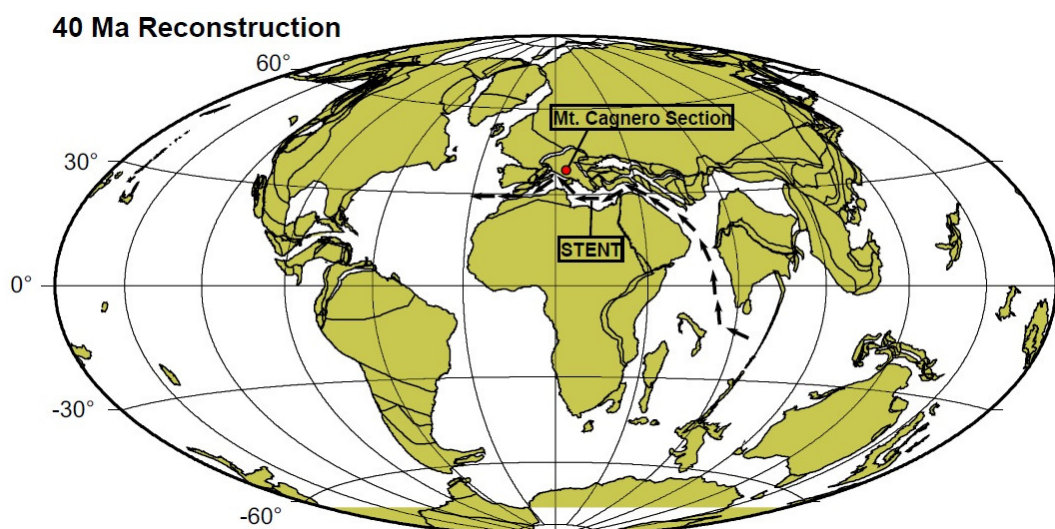 40 Ma Reconstruction
60°
Mt. Cagnero Section
30°
STENT
0°
-30°
-60°